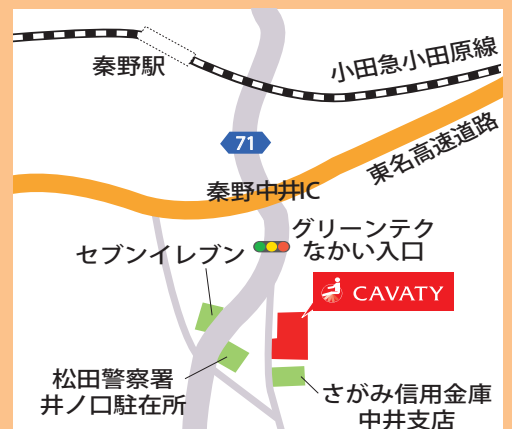 秦野駅
小田急小田原線
71
東名高速道路
秦野中井IC
グリーンテク
なかい入口
セブンイレブン
CAVATY
松田警察署
井ノ口駐在所
さがみ信用金庫
中井支店